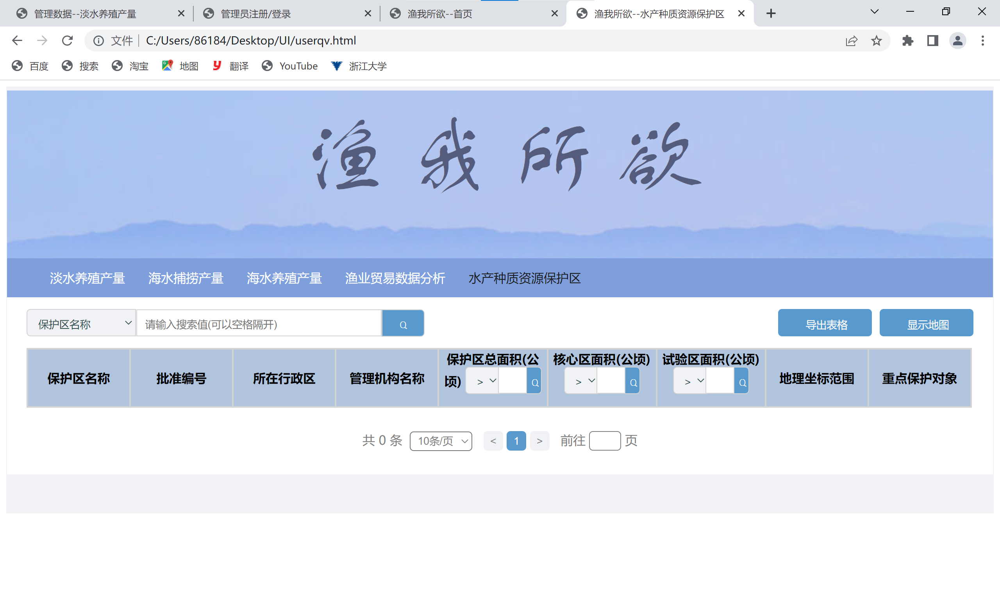 管理数据--淡水养殖产量
管理员注册/登录
渔我所欲--首页
渔我所欲--水产种质资源保护区
文件 C:/Users/86184/Desktop/UI/userqv.html
百度 搜索 淘宝 地图 翻译 YouTube 浙江大学
渔我所欲
淡水养殖产量 海水捕捞产量 海水养殖产量 渔业贸易数据分析 水产种质资源保护区
保护区名称 请输入搜索值(可以空格隔开) 导出表格 显示地图
保护区名称
批准编号
所在行政区
管理机构名称
保护区总面积(公
顷) >
核心区面积(公顷)
>
试验区面积(公顷)
>
地理坐标范围
重点保护对象
共 0 条 10条/页 < 1 > 前往 页